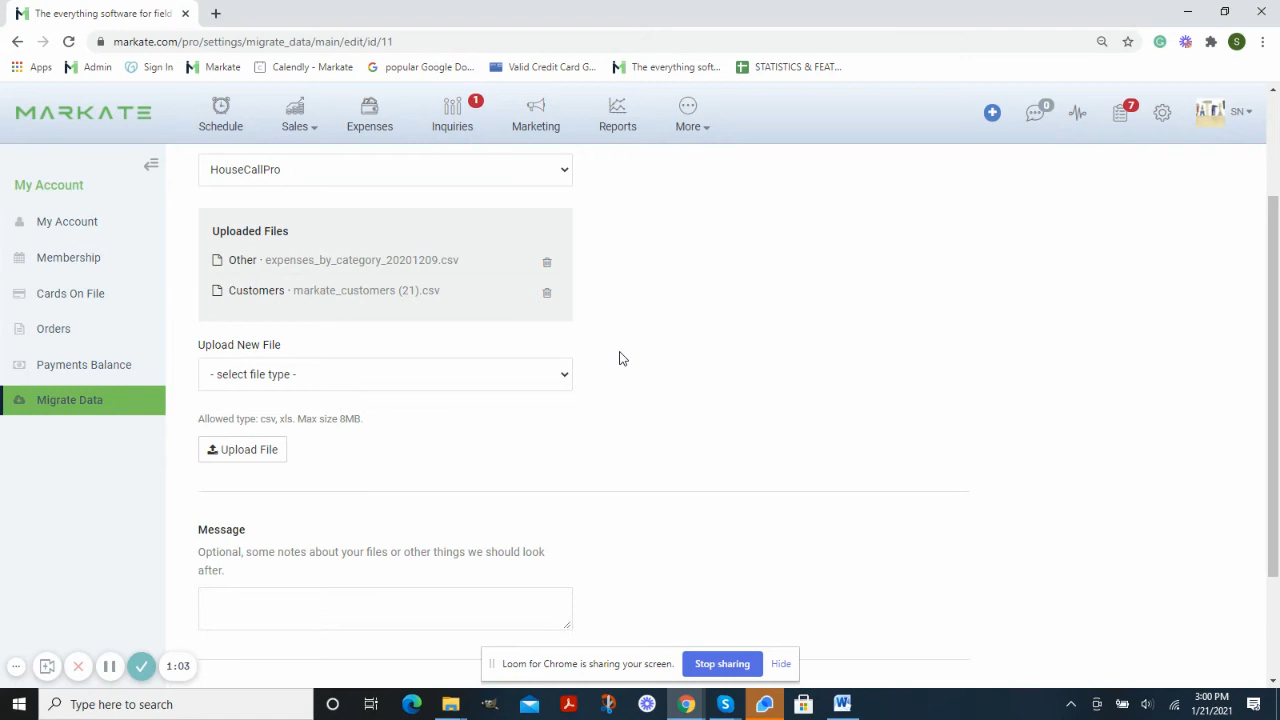 The everything software for field
markate.com/pro/settings/migrate_data/main/edit/id/11
S
Apps
Admin
Sign In
Markate
Calendly - Markate
popular Google Do...
Valid Credit Card G...
The everything soft...
STATISTICS & FEAT...
MARKATE
Schedule
Sales
Expenses
1
Inquiries
Marketing
Reports
More
0
7
SN
My Account
My Account
Membership
Cards On File
Orders
Payments Balance
Migrate Data
HouseCallPro
Uploaded Files
Other · expenses_by_category_20201209.csv
Customers · markate_customers (21).csv
Upload New File
- select file type -
Allowed type: csv, xls. Max size 8MB.
Upload File
Message
Optional, some notes about your files or other things we should look
after.
1:03
Loom for Chrome is sharing your screen.
Stop sharing
Hide
Type here to search
3:00 PM
1/21/2021